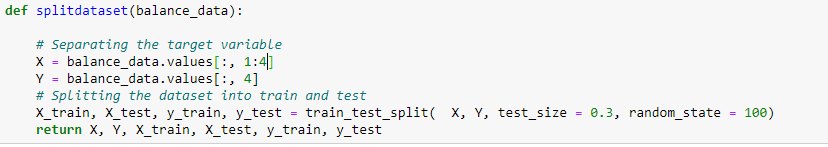 def splitdataset(balance_data):
# Separating the target variable
X = balance_data.values[:, 1:4]
Y = balance_data.values[:, 4]
# Splitting the dataset into train and test
X_train, X_test, y_train, y_test = train_test_split(  X, Y, test_size = 0.3, random_state = 100)
return X, Y, X_train, X_test, y_train, y_test